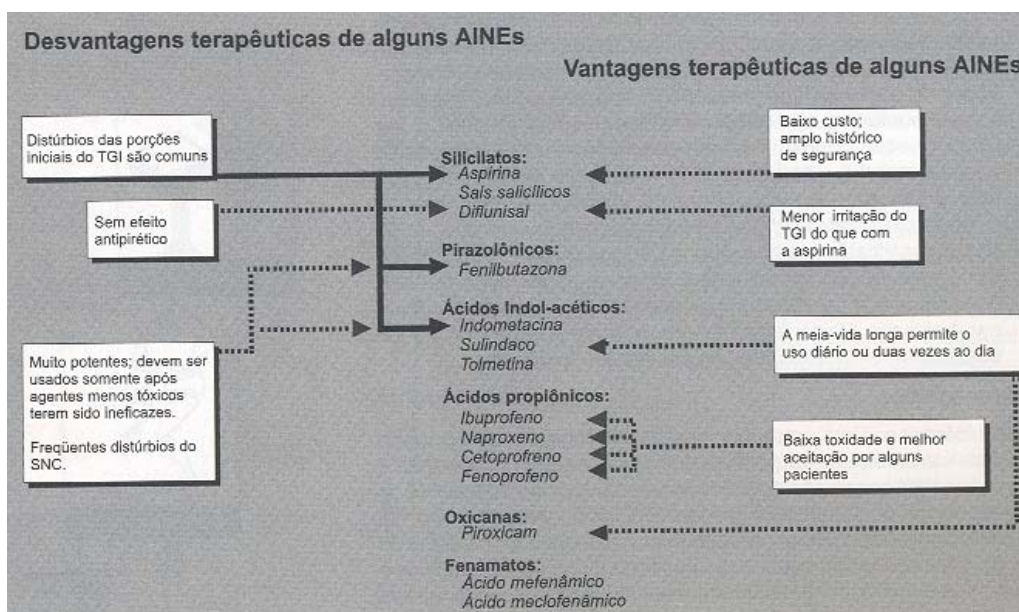 Desvantagens terapêuticas de alguns AINEs
Vantagens terapêuticas de alguns AINEs
Distúrbios das porções
iniciais do TGI são comuns
Sem efeito
antipirético
Muito potentes; devem ser
usados somente após
agentes menos tóxicos
terem sido ineficazes.
Freqüentes distúrbios do
SNC.
Silicilatos:
Aspirina
Sais salicílicos
Diflunisal
Pirazolônicos:
Fenilbutazona
Ácidos Indol-acéticos:
Indometacina
Sulindaco
Tolmetina
Ácidos propiônicos:
Ibuprofeno
Naproxeno
Cetoprofreno
Fenoprofeno
Oxicanas:
Piroxicam
Fenamatos:
Ácido mefenâmico
Ácido meclofenâmico
Baixo custo;
amplo histórico
de segurança
Menor irritação do
TGI do que com
a aspirina
A meia-vida longa permite o
uso diário ou duas vezes ao dia
Baixa toxidade e melhor
aceitação por alguns
pacientes